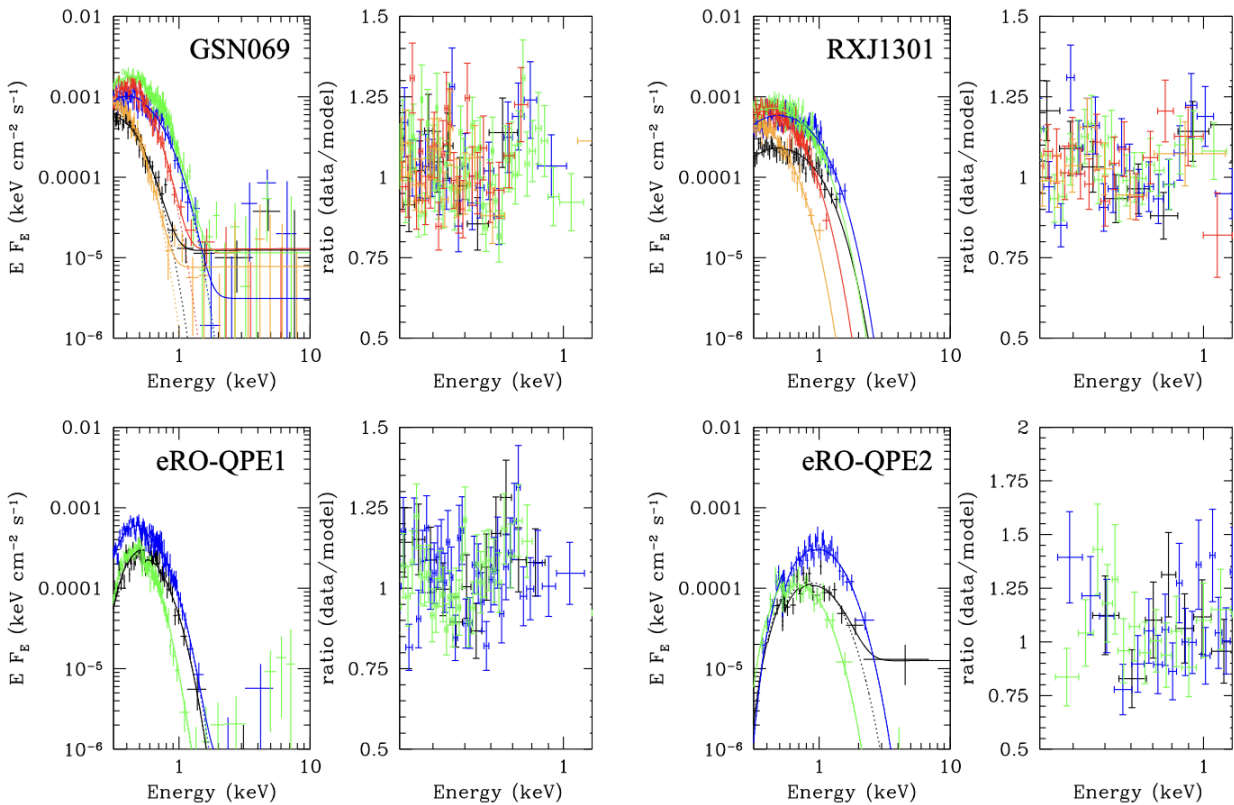 GSN069
E F_E (keV cm⁻² s⁻¹)
0.01
0.001
0.0001
10⁻⁵
10⁻⁶
1
10
Energy (keV)
ratio (data/model)
1.5
1.25
1
0.75
0.5
1
Energy (keV)
RXJ1301
E F_E (keV cm⁻² s⁻¹)
0.01
0.001
0.0001
10⁻⁵
10⁻⁶
1
10
Energy (keV)
ratio (data/model)
1.5
1.25
1
0.75
0.5
1
Energy (keV)
eRO-QPE1
E F_E (keV cm⁻² s⁻¹)
0.01
0.001
0.0001
10⁻⁵
10⁻⁶
1
10
Energy (keV)
ratio (data/model)
1.5
1.25
1
0.75
0.5
1
Energy (keV)
eRO-QPE2
E F_E (keV cm⁻² s⁻¹)
0.01
0.001
0.0001
10⁻⁵
10⁻⁶
1
10
Energy (keV)
ratio (data/model)
2
1.75
1.5
1.25
1
0.75
0.5
1
Energy (keV)